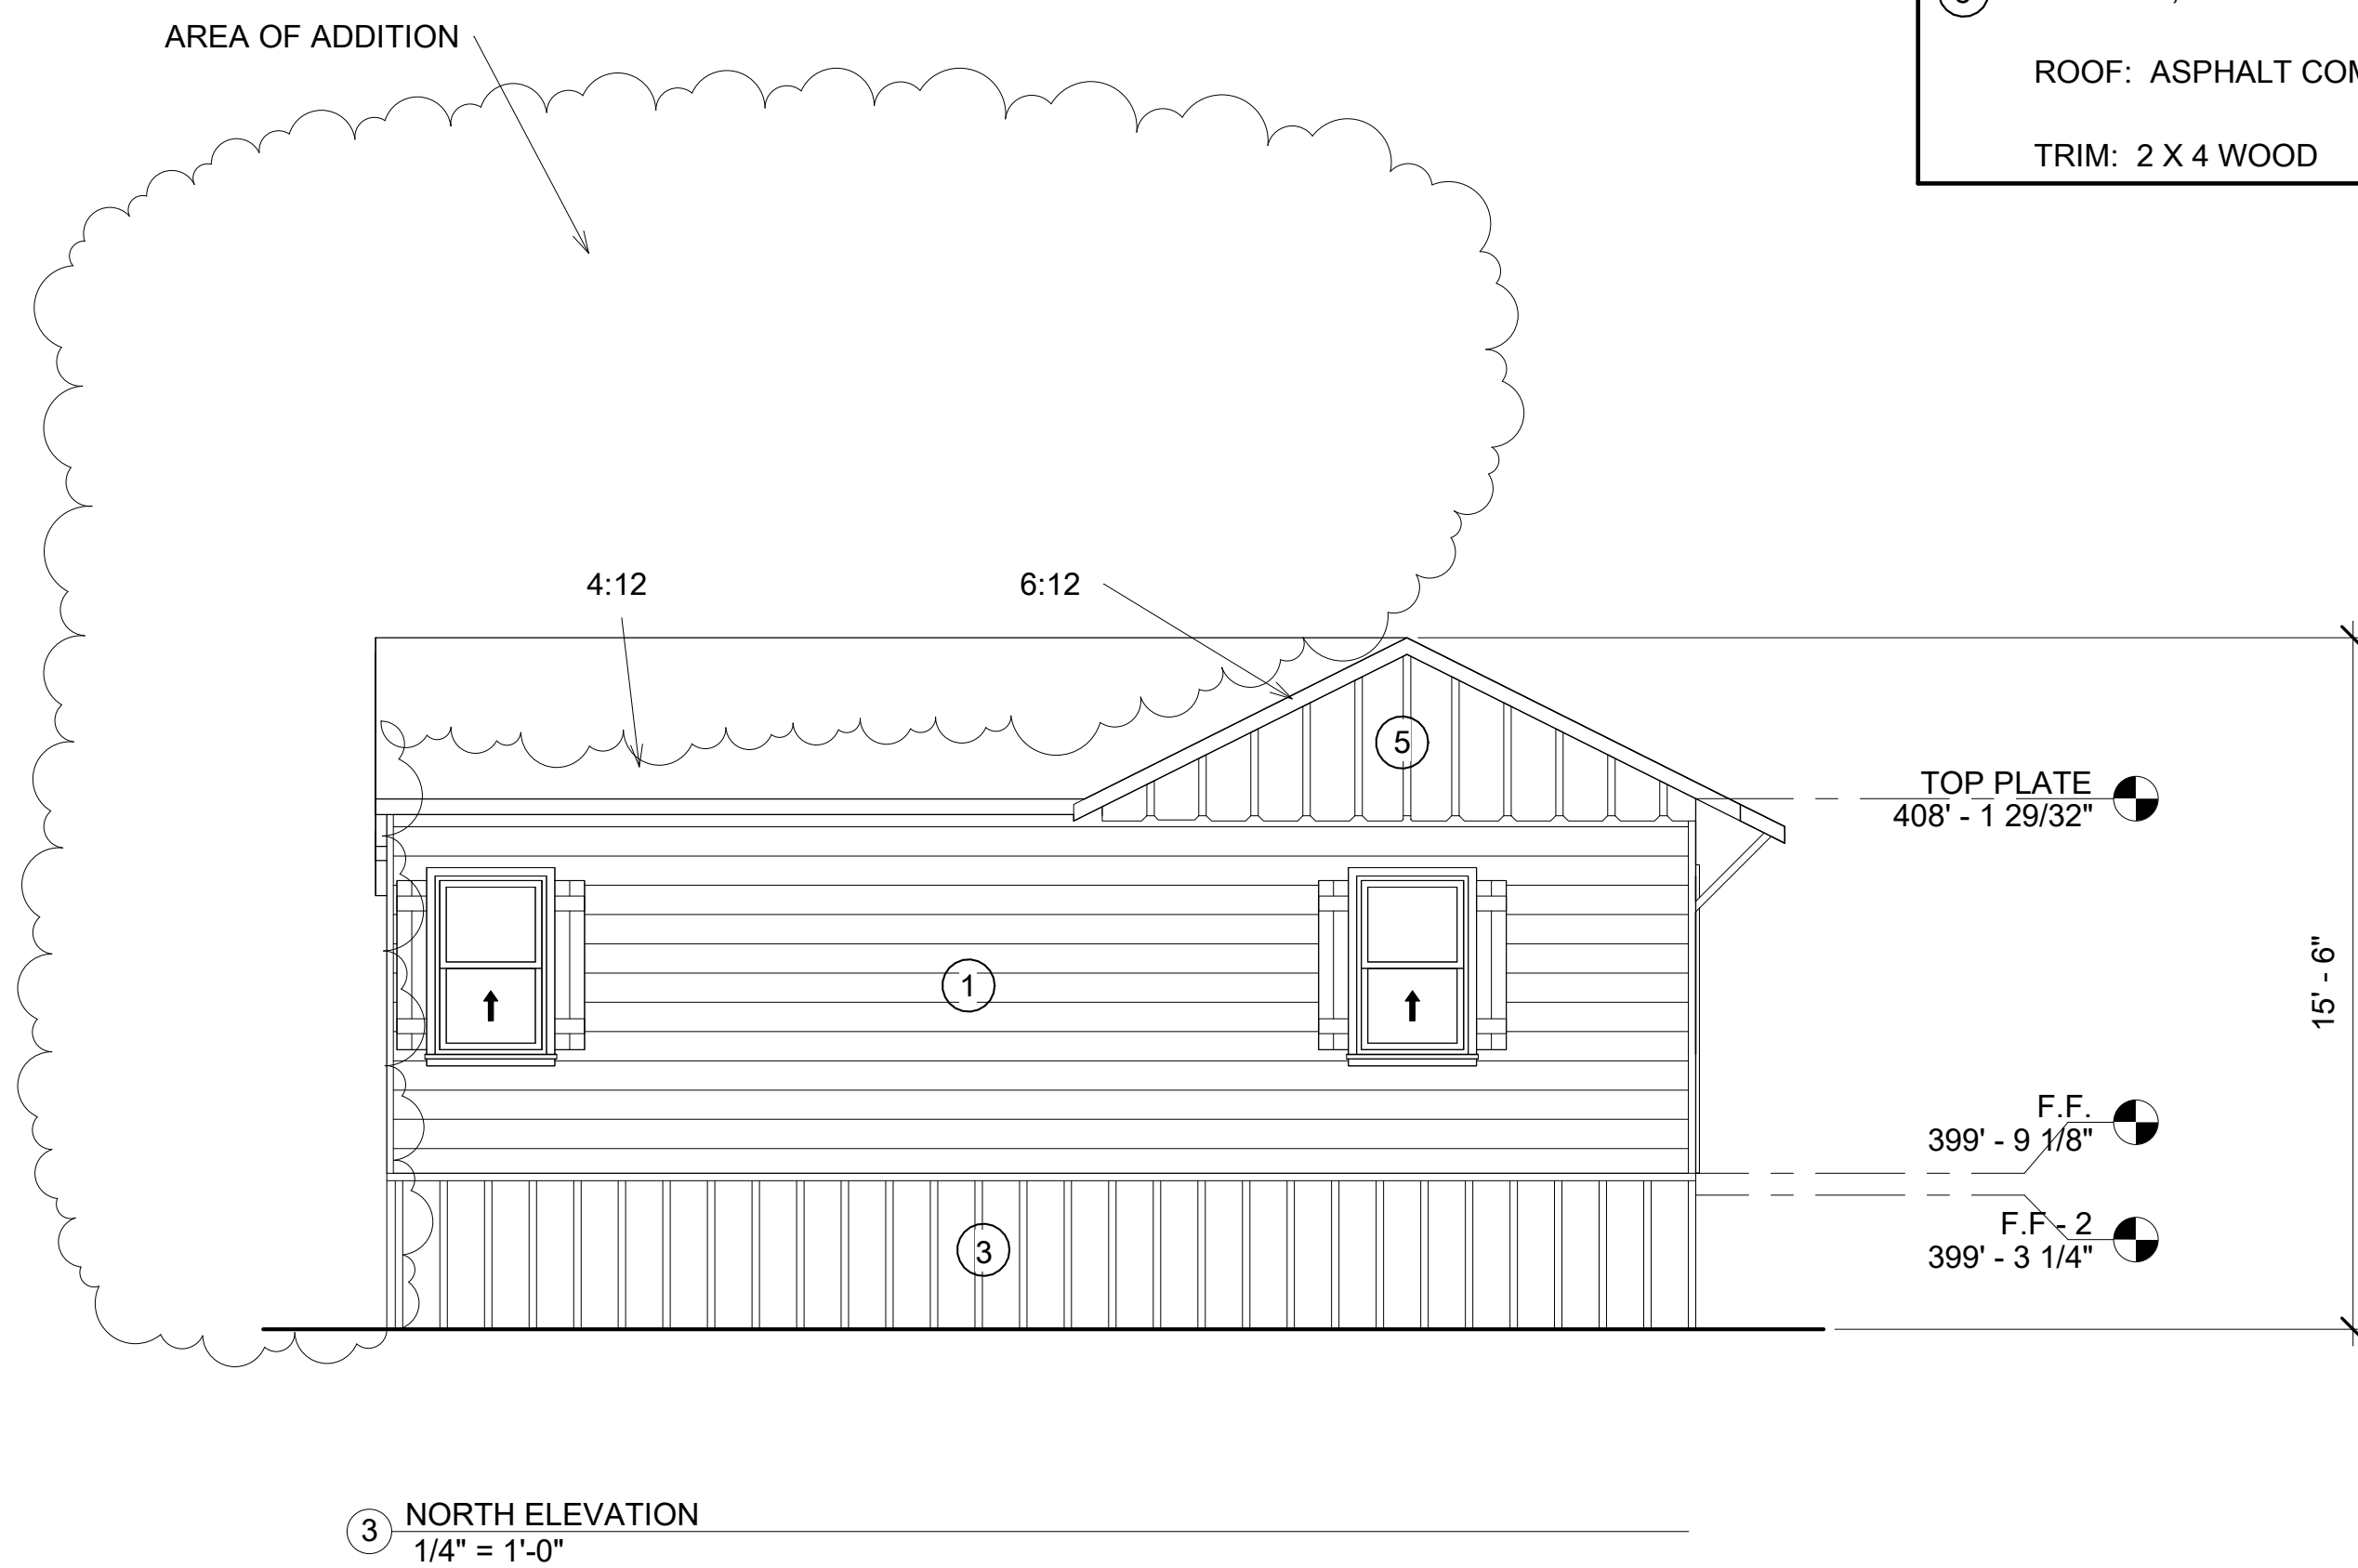 AREA OF ADDITION
ROOF: ASPHALT COM
TRIM: 2 X 4 WOOD
4:12
6:12
5
TOP PLATE
408' - 1 29/32"
1
15' - 6"
F.F.
399' - 9 1/8"
F.F - 2
399' - 3 1/4"
3
3
NORTH ELEVATION
1/4" = 1'-0"